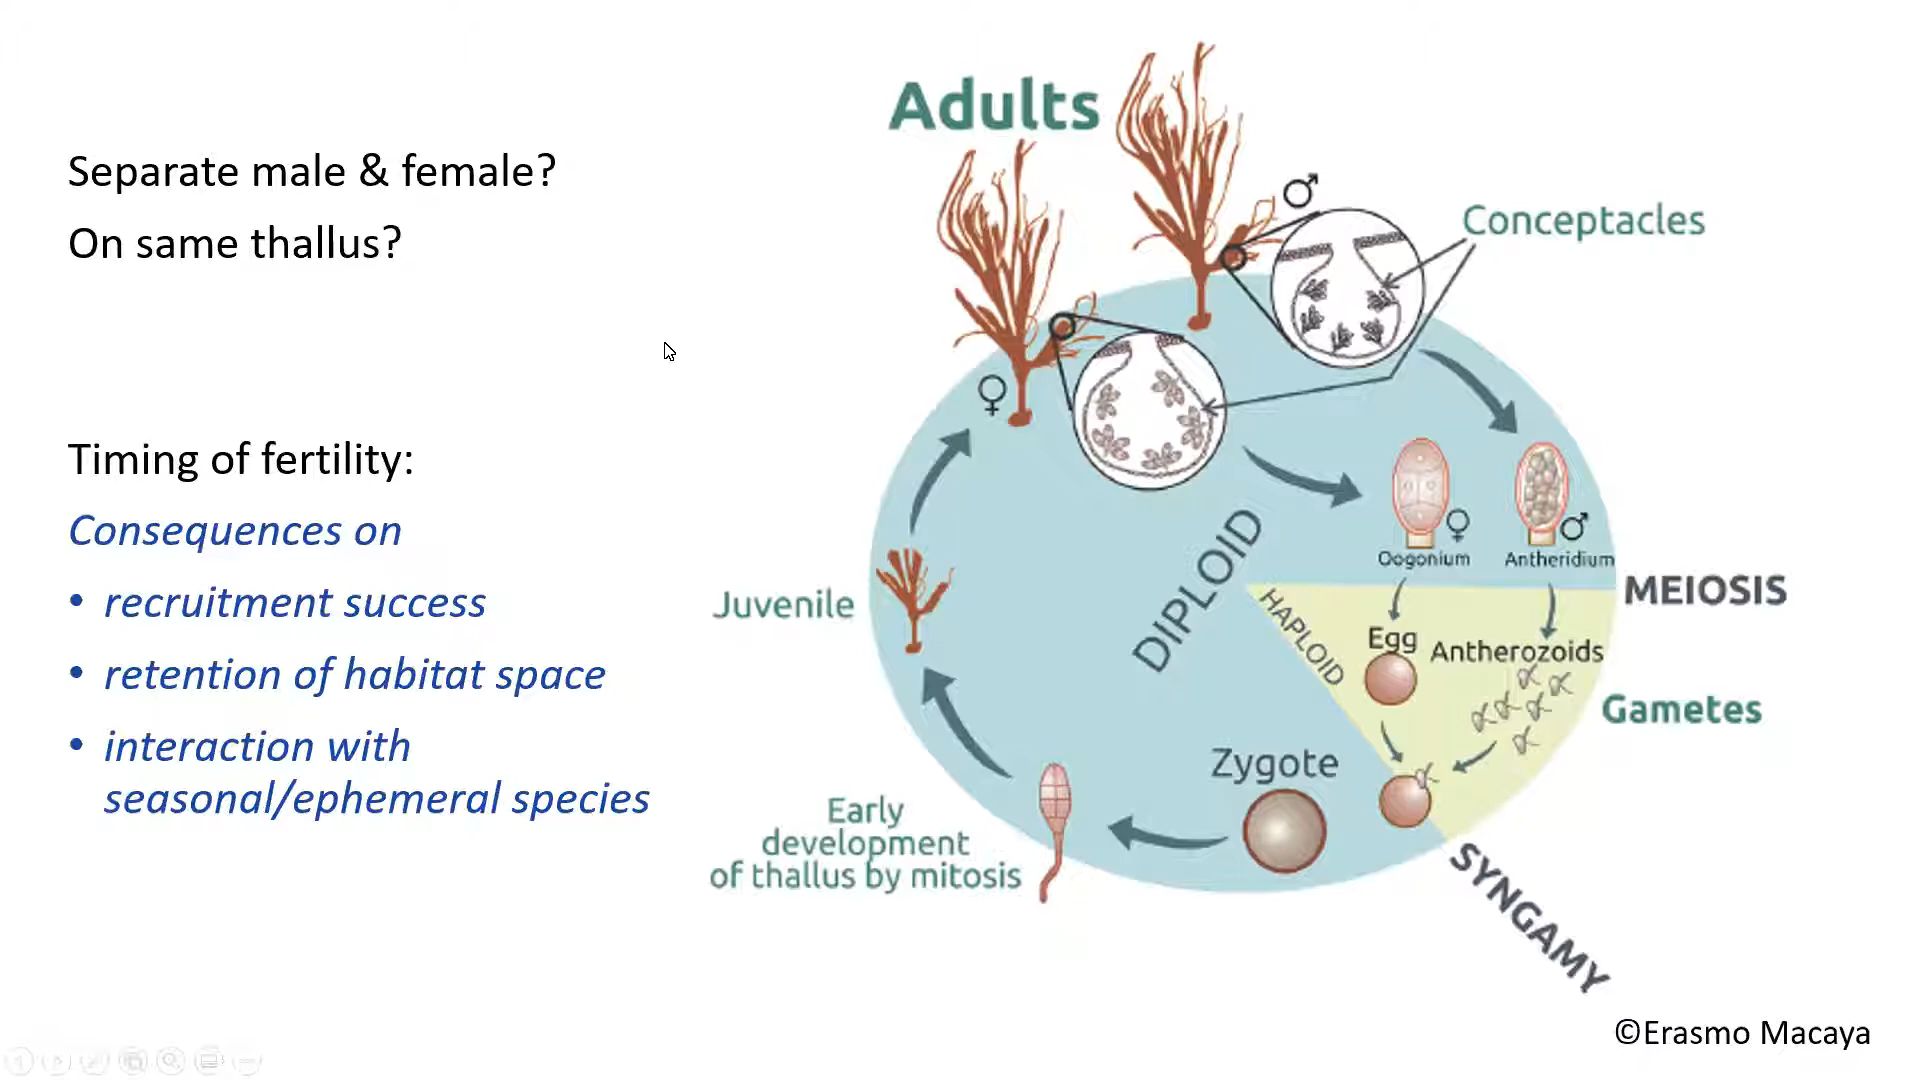 Separate male & female?
On same thallus?
Timing of fertility:
Consequences on
• recruitment success
• retention of habitat space
• interaction with
seasonal/ephemeral species
Adults
♂
Conceptacles
♀
♀
♂
Oogonium
Antheridium
DIPLOID
HAPLOID
MEIOSIS
Egg
Antherozoids
Gametes
Juvenile
Zygote
Early
development
of thallus by mitosis
SYNGAMY
©Erasmo Macaya